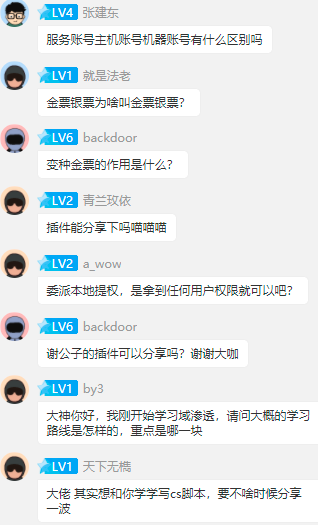 LV4 张建东
服务账号主机账号机器账号有什么区别吗
LV1 就是法老
金票银票为啥叫金票银票？
LV6 backdoor
变种金票的作用是什么？
LV2 青兰玫依
插件能分享下吗喵喵喵
LV2 a_wow
委派本地提权，是拿到任何用户权限就可以吧？
LV6 backdoor
谢公子的插件可以分享吗？谢谢大咖
LV1 by3
大神你好，我刚开始学习域渗透，请问大概的学习
路线是怎样的，重点是哪一块
LV1 天下无樵
大佬 其实想和你学学写cs脚本，要不啥时候分享
一波